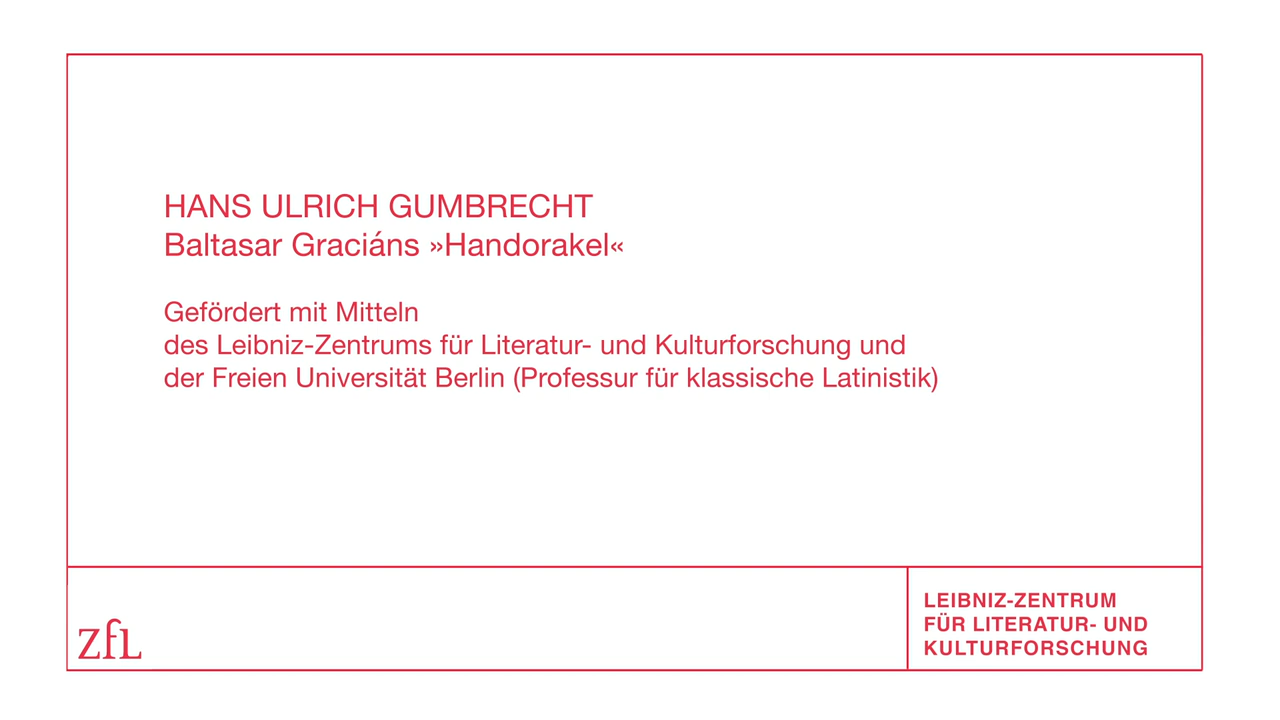 HANS ULRICH GUMBRECHT
Baltasar Graciáns »Handorakel«
Gefördert mit Mitteln
des Leibniz-Zentrums für Literatur- und Kulturforschung und
der Freien Universität Berlin (Professur für klassische Latinistik)
zfL
LEIBNIZ-ZENTRUM
FÜR LITERATUR- UND
KULTURFORSCHUNG